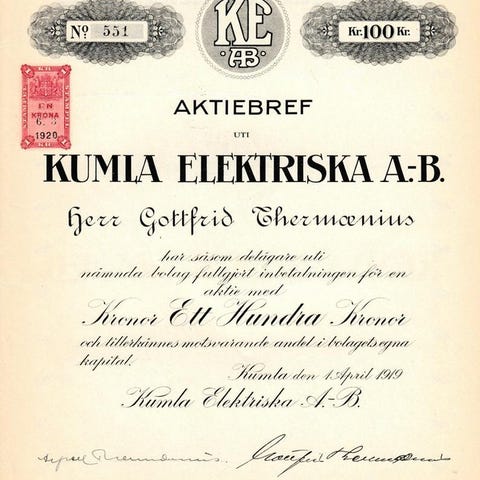 No 551
KE
AB
Kr. 100 Kr.
EN
KRONA
1920
AKTIEBREF
UTI
KUMLA ELEKTRISKA A.-B.
Herr Gottfrid Thermænius
har såsom delägare uti
nämnda bolag fullgjort inbetalningen för en
aktie med
Kronor Ett Hundra Kronor
och tillerkännes motsvarande andel i bolagets egna
kapital.
Kumla den 1 April 1919
Kumla Elektriska A.-B.